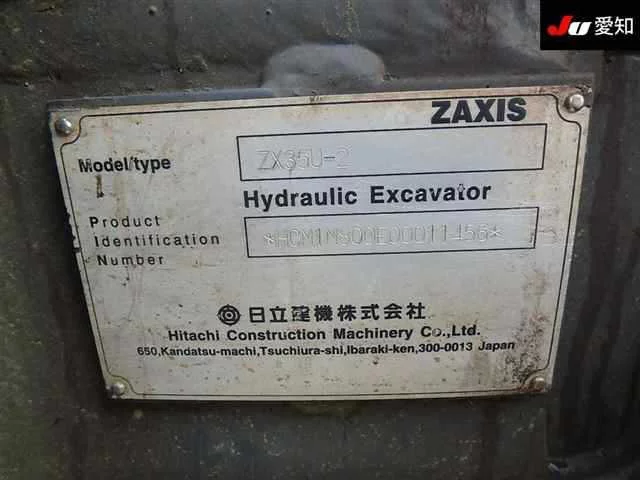 JU 愛知
ZAXIS
Model/type ZX35U-2
Hydraulic Excavator
Product
Identification
Number
日立建機株式会社
Hitachi Construction Machinery Co.,Ltd.
650,Kandatsu-machi,Tsuchiura-shi,Ibaraki-ken,300-0013 Japan